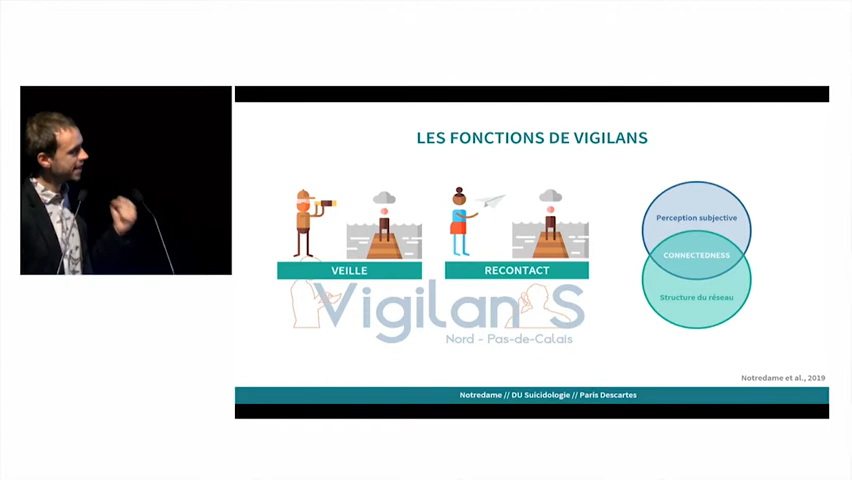 LES FONCTIONS DE VIGILANS
VEILLE
RECONTACT
VigilanS
Nord - Pas-de-Calais
Perception subjective
CONNECTEDNESS
Structure du réseau
Notredame et al., 2019
Notredame // DU Suicidologie // Paris Descartes